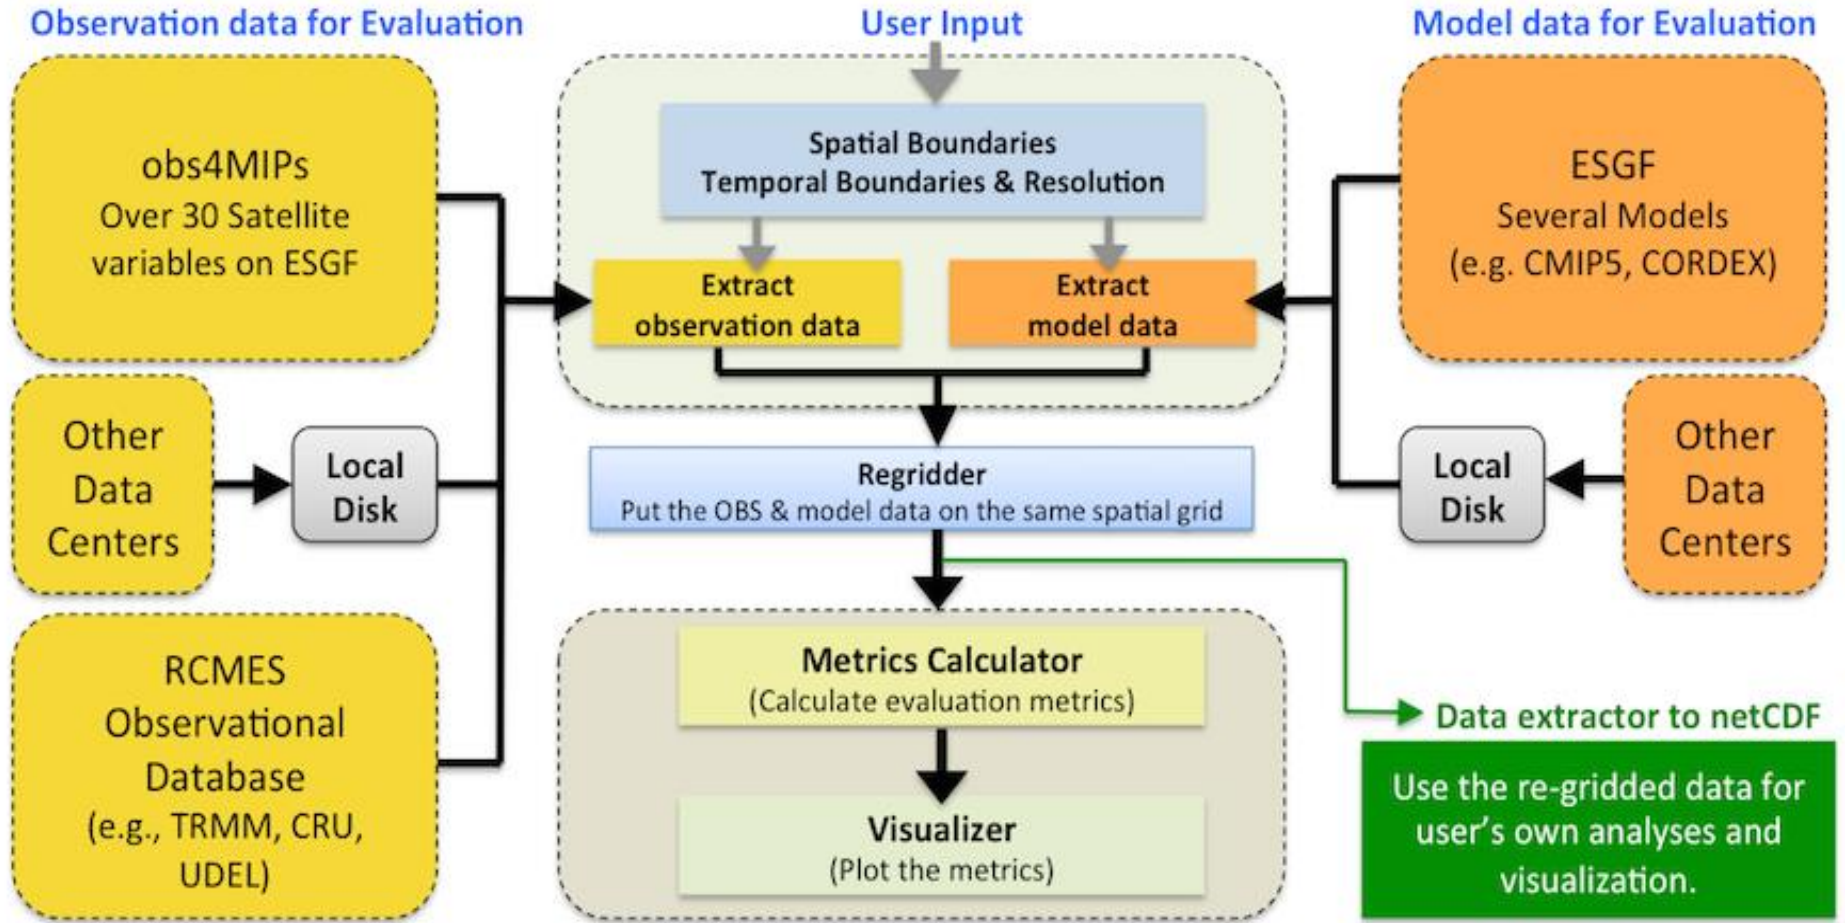 Observation data for Evaluation
User Input
Model data for Evaluation
obs4MIPs
Over 30 Satellite
variables on ESGF
Other
Data
Centers
Local
Disk
RCMES
Observational
Database
(e.g., TRMM, CRU,
UDEL)
Spatial Boundaries
Temporal Boundaries & Resolution
Extract
observation data
Extract
model data
Regridder
Put the OBS & model data on the same spatial grid
Metrics Calculator
(Calculate evaluation metrics)
Visualizer
(Plot the metrics)
ESGF
Several Models
(e.g. CMIP5, CORDEX)
Local
Disk
Other
Data
Centers
Data extractor to netCDF
Use the re-gridded data for
user’s own analyses and
visualization.